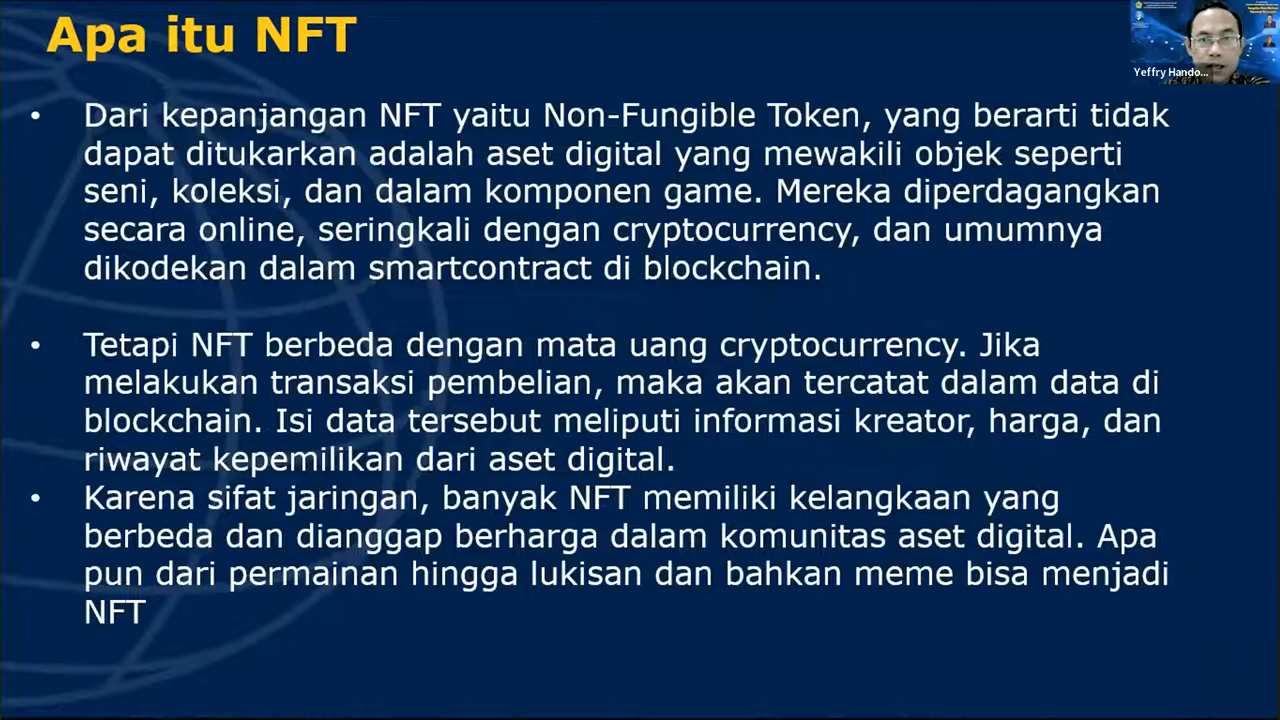 Apa itu NFT
Yeffry Hando...
• Dari kepanjangan NFT yaitu Non-Fungible Token, yang berarti tidak
dapat ditukarkan adalah aset digital yang mewakili objek seperti
seni, koleksi, dan dalam komponen game. Mereka diperdagangkan
secara online, seringkali dengan cryptocurrency, dan umumnya
dikodekan dalam smartcontract di blockchain.
• Tetapi NFT berbeda dengan mata uang cryptocurrency. Jika
melakukan transaksi pembelian, maka akan tercatat dalam data di
blockchain. Isi data tersebut meliputi informasi kreator, harga, dan
riwayat kepemilikan dari aset digital.
• Karena sifat jaringan, banyak NFT memiliki kelangkaan yang
berbeda dan dianggap berharga dalam komunitas aset digital. Apa
pun dari permainan hingga lukisan dan bahkan meme bisa menjadi
NFT